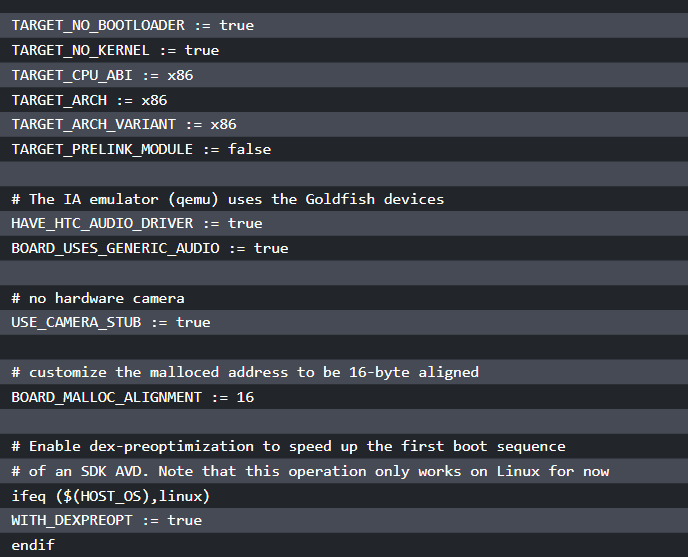 TARGET_NO_BOOTLOADER := true
TARGET_NO_KERNEL := true
TARGET_CPU_ABI := x86
TARGET_ARCH := x86
TARGET_ARCH_VARIANT := x86
TARGET_PRELINK_MODULE := false
# The IA emulator (qemu) uses the Goldfish devices
HAVE_HTC_AUDIO_DRIVER := true
BOARD_USES_GENERIC_AUDIO := true
# no hardware camera
USE_CAMERA_STUB := true
# customize the malloced address to be 16-byte aligned
BOARD_MALLOC_ALIGNMENT := 16
# Enable dex-preoptimization to speed up the first boot sequence
# of an SDK AVD. Note that this operation only works on Linux for now
ifeq ($(HOST_OS),linux)
WITH_DEXPREOPT := true
endif